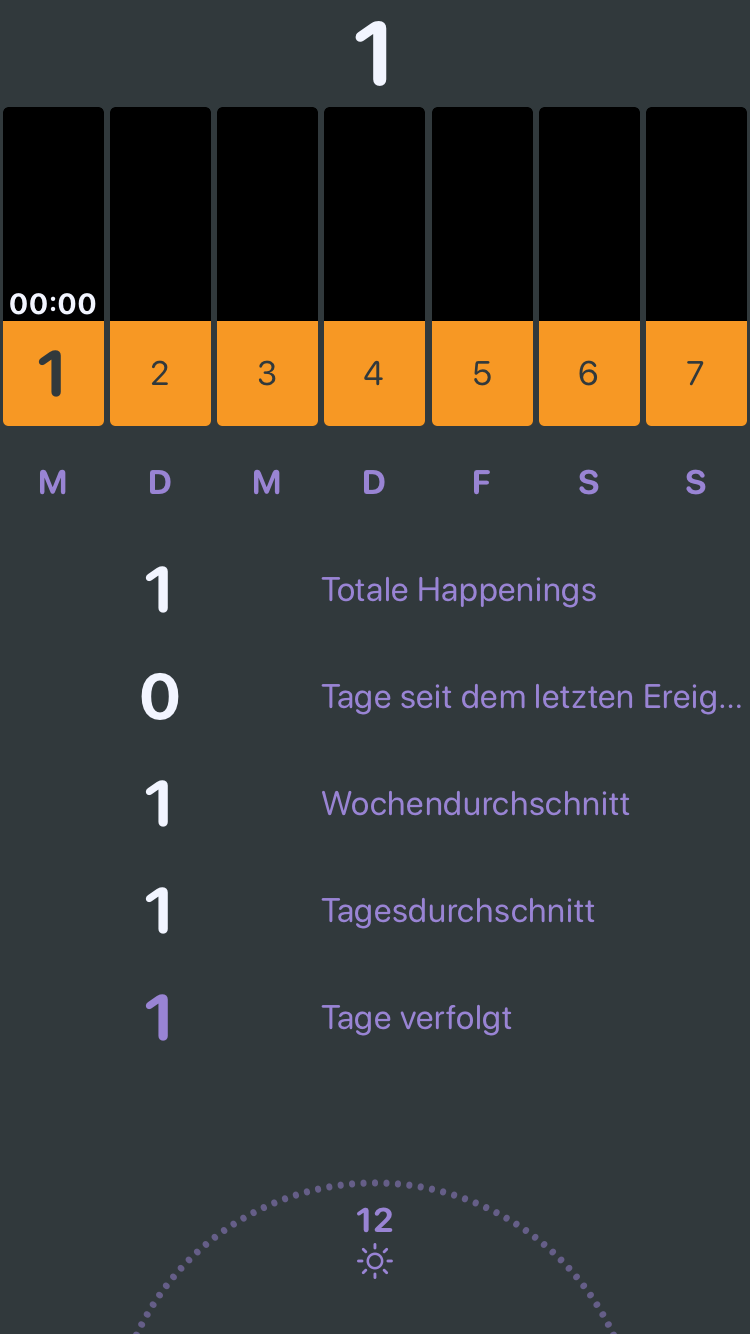 1
00:00
1 2 3 4 5 6 7
M D M D F S S
1 Totale Happenings
0 Tage seit dem letzten Ereig...
1 Wochendurchschnitt
1 Tagesdurchschnitt
1 Tage verfolgt
12